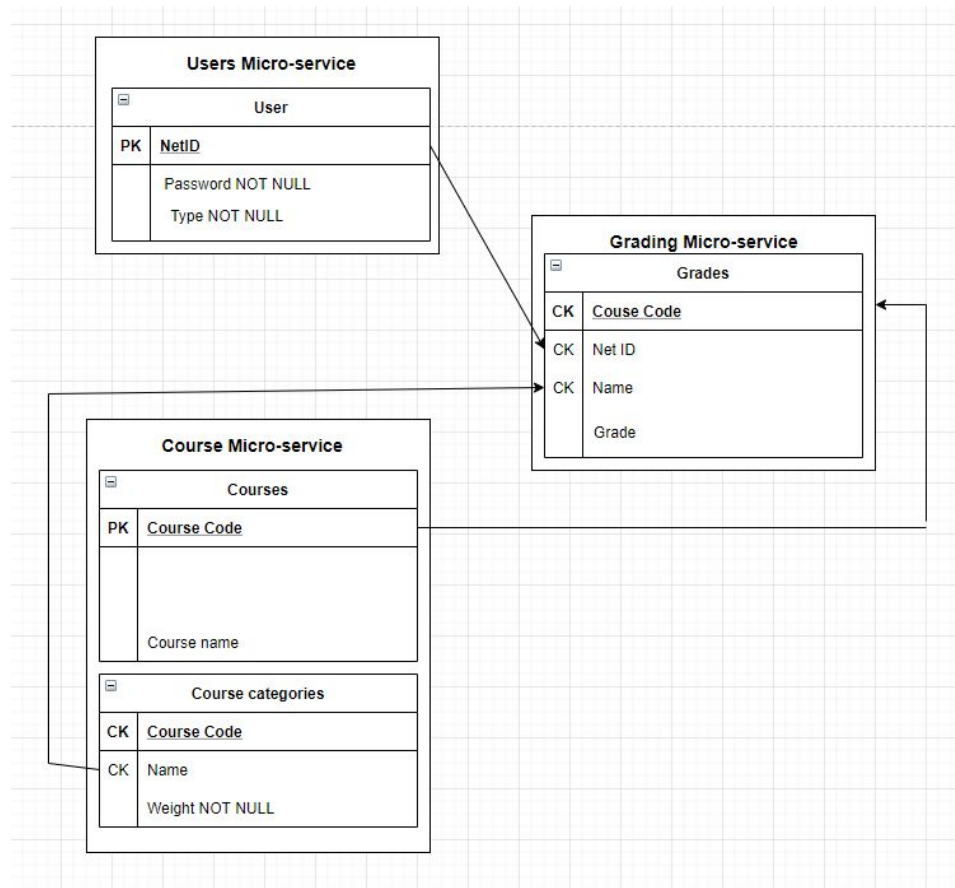 Users Micro-service
User
PK NetID
Password NOT NULL
Type NOT NULL
Grading Micro-service
Grades
CK Couse Code
CK Net ID
CK Name
Grade
Course Micro-service
Courses
PK Course Code
Course name
Course categories
CK Course Code
CK Name
Weight NOT NULL